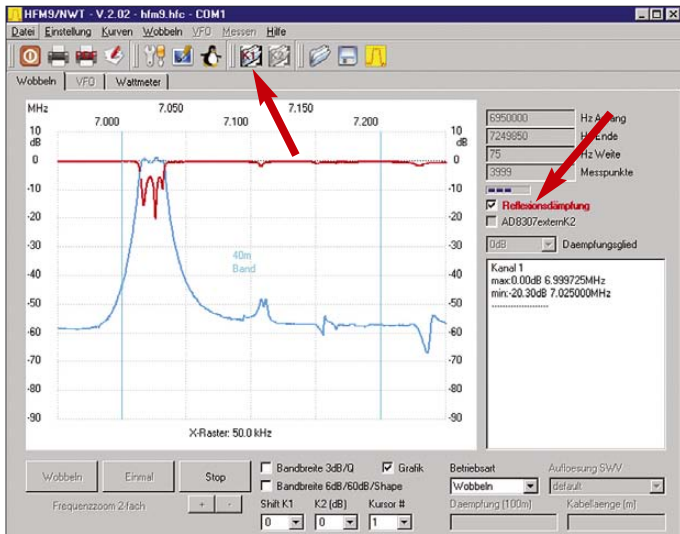 HFM9/NWT - V.2.02 - hfm9.hfc - COM1
Datei Einstellung Kurven Wobbeln VFO Messen Hilfe
K1
Wobbeln VFO Wattmeter
MHz 7.000 7.050 7.100 7.150 7.200
10 10
dB dB
0 0
-10 -10
-20 -20
-30 -30
40m
Band
-40 -40
-50 -50
-60 -60
-70 -70
-80 -80
-90 -90
X-Raster: 50.0 kHz
6950000 Hz Anfang
7249850 Hz Ende
75 Hz Weite
3999 Messpunkte
Reflexionsdämpfung
AD8307externK2
0dB Daempfungsglied
Kanal 1
max:0.00dB 6.999725MHz
min:-20.30dB 7.025000MHz
---------------------
Wobbeln Einmal Stop
Frequenzzoom 2-fach + -
Bandbreite 3dB/Q Grafik
Bandbreite 6dB/60dB/Shape
Shift K1 K2 (dB) Kursor #
0 0 1
Betriebsart Aufloesung SWV
Wobbeln default
Daempfung (100m) Kabellaenge (m)